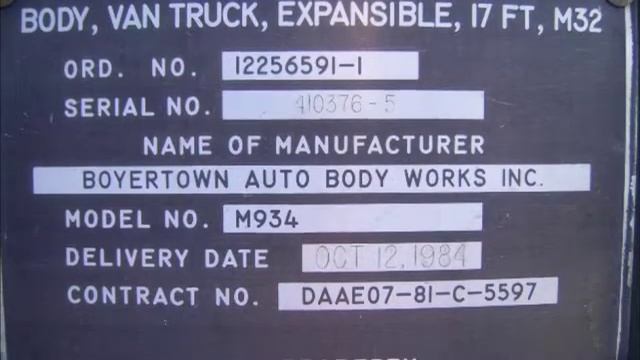 BODY, VAN TRUCK, EXPANSIBLE, 17 FT, M32
ORD. NO. 12256591-1
SERIAL NO. 410376-5
NAME OF MANUFACTURER
BOYERTOWN AUTO BODY WORKS INC.
MODEL NO. M934
DELIVERY DATE OCT 12, 1984
CONTRACT NO. DAAE07-81-C-5597